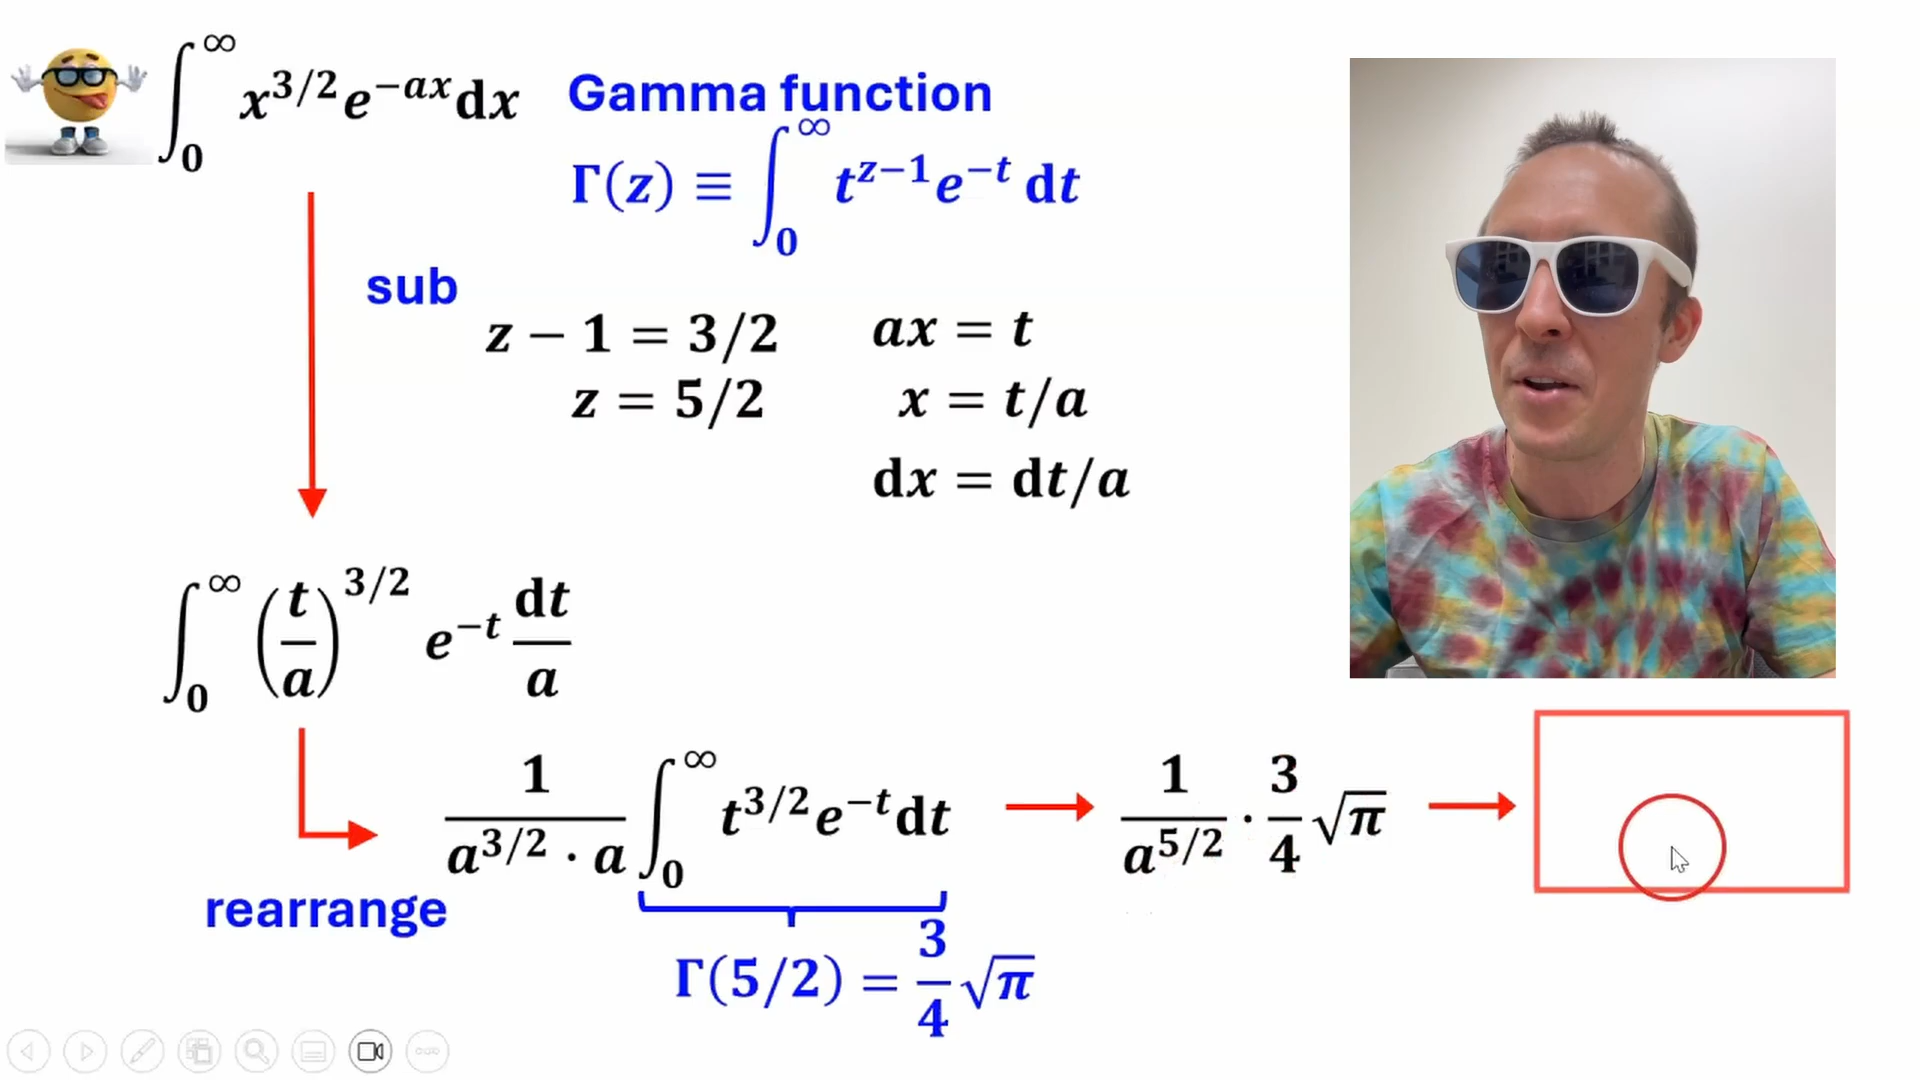 ∫₀^∞ x^{3/2} e^{−ax} dx
Gamma function
Γ(z) ≡ ∫₀^∞ t^{z−1} e^{−t} dt
sub
z − 1 = 3/2
ax = t
z = 5/2
x = t/a
dx = dt/a
∫₀^∞ (t/a)^{3/2} e^{−t} dt/a
rearrange
1/(a^{3/2} · a) ∫₀^∞ t^{3/2} e^{−t} dt
1/a^{5/2} · 3/4 √π
Γ(5/2) = 3/4 √π